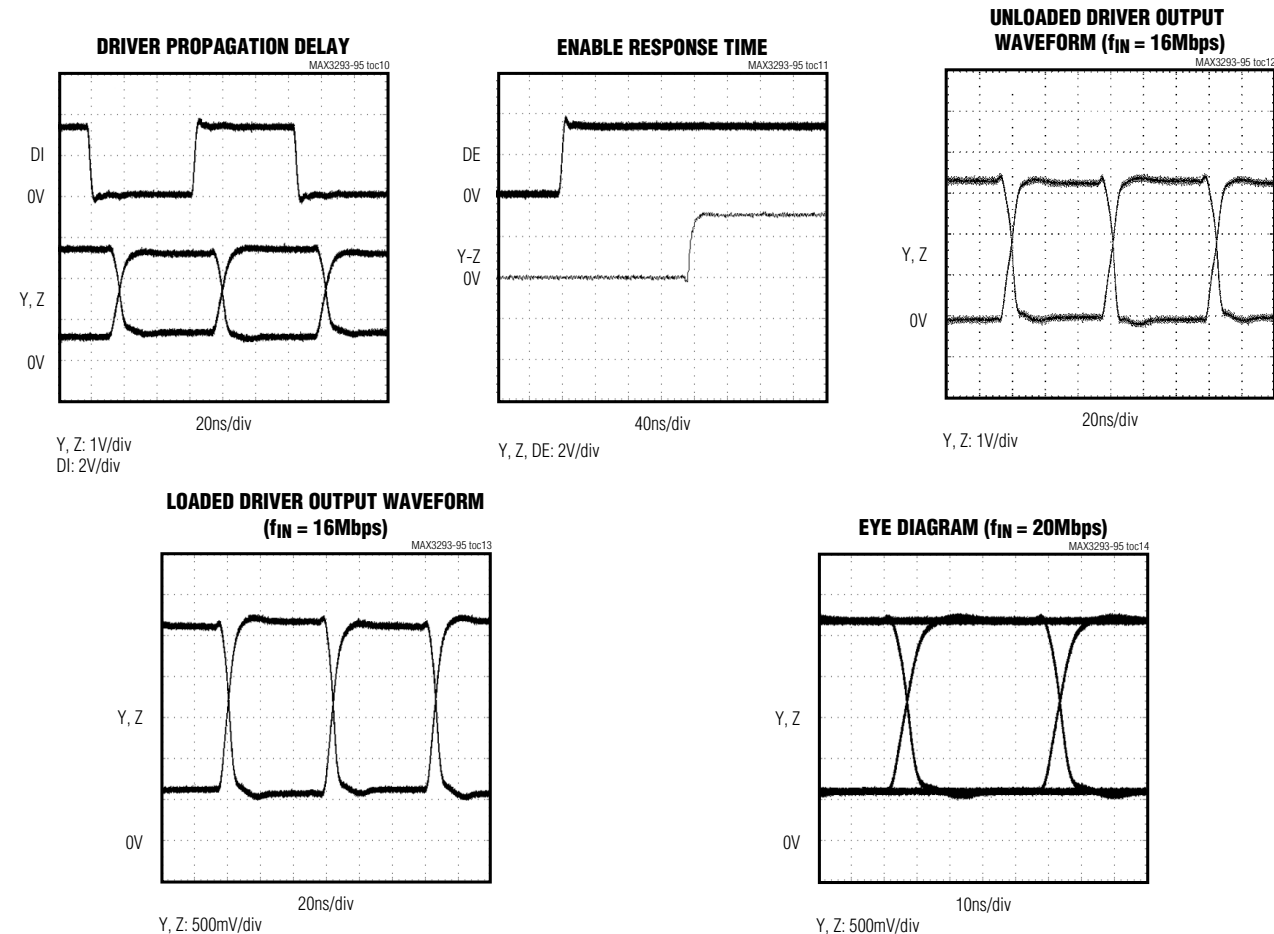 DRIVER PROPAGATION DELAY
MAX3293-95 toc10
DI
0V
Y, Z
0V
20ns/div
Y, Z: 1V/div
DI: 2V/div
ENABLE RESPONSE TIME
MAX3293-95 toc11
DE
0V
Y-Z
0V
40ns/div
Y, Z, DE: 2V/div
UNLOADED DRIVER OUTPUT
WAVEFORM (fIN = 16Mbps)
MAX3293-95 toc12
Y, Z
0V
20ns/div
Y, Z: 1V/div
LOADED DRIVER OUTPUT WAVEFORM
(fIN = 16Mbps)
MAX3293-95 toc13
Y, Z
0V
20ns/div
Y, Z: 500mV/div
EYE DIAGRAM (fIN = 20Mbps)
MAX3293-95 toc14
Y, Z
0V
10ns/div
Y, Z: 500mV/div